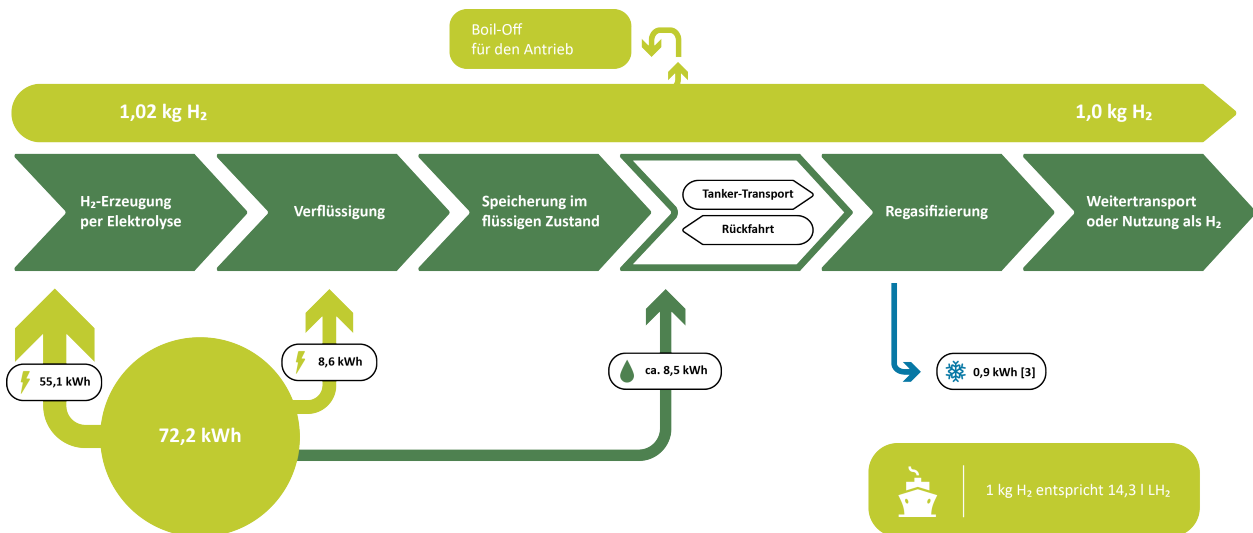 Boil-Off
für den Antrieb
1,02 kg H₂
1,0 kg H₂
H₂-Erzeugung
per Elektrolyse
Verflüssigung
Speicherung im
flüssigen Zustand
Tanker-Transport
Rückfahrt
Regasifizierung
Weitertransport
oder Nutzung als H₂
55,1 kWh
8,6 kWh
ca. 8,5 kWh
0,9 kWh [3]
72,2 kWh
1 kg H₂ entspricht 14,3 l LH₂